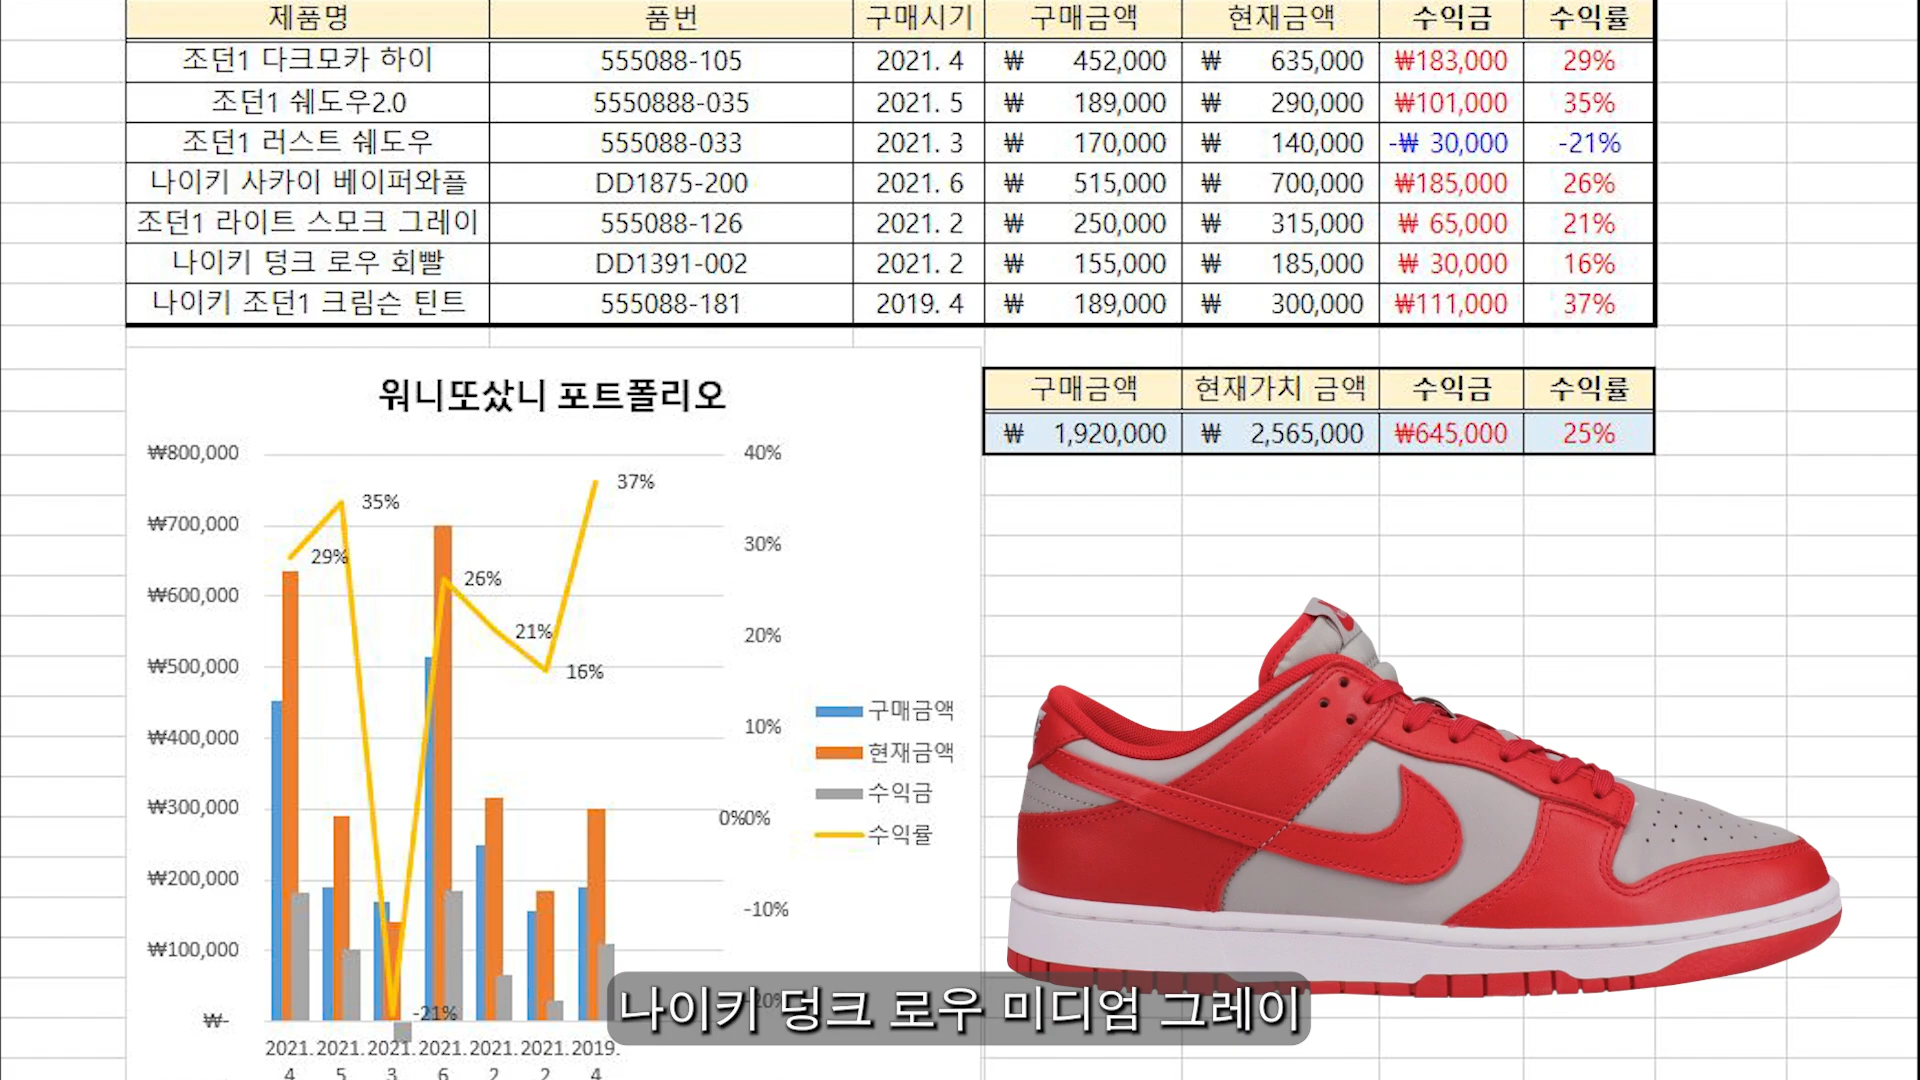 제품명 품번 구매시기 구매금액 현재금액 수익금 수익률
조던1 다크모카 하이 555088-105 2021. 4 ₩ 452,000 ₩ 635,000 ₩183,000 29%
조던1 쉐도우2.0 5550888-035 2021. 5 ₩ 189,000 ₩ 290,000 ₩101,000 35%
조던1 러스트 쉐도우 555088-033 2021. 3 ₩ 170,000 ₩ 140,000 -₩ 30,000 -21%
나이키 사카이 베이퍼와플 DD1875-200 2021. 6 ₩ 515,000 ₩ 700,000 ₩185,000 26%
조던1 라이트 스모크 그레이 555088-126 2021. 2 ₩ 250,000 ₩ 315,000 ₩ 65,000 21%
나이키 덩크 로우 회빨 DD1391-002 2021. 2 ₩ 155,000 ₩ 185,000 ₩ 30,000 16%
나이키 조던1 크림슨 틴트 555088-181 2019. 4 ₩ 189,000 ₩ 300,000 ₩111,000 37%
구매금액 현재가치 금액 수익금 수익률
₩ 1,920,000 ₩ 2,565,000 ₩645,000 25%
워니또샀니 포트폴리오
₩800,000 40%
37%
35%
₩700,000
30%
29%
26%
₩600,000
20%
21%
₩500,000
16%
구매금액
10%
₩400,000
현재금액
수익금
₩300,000
0%0%
수익률
₩200,000
-10%
₩100,000
-20%
-21%
₩-
2021. 2021. 2021. 2021. 2021. 2021. 2019.
4 5 3 6 2 2 4
나이키 덩크 로우 미디엄 그레이